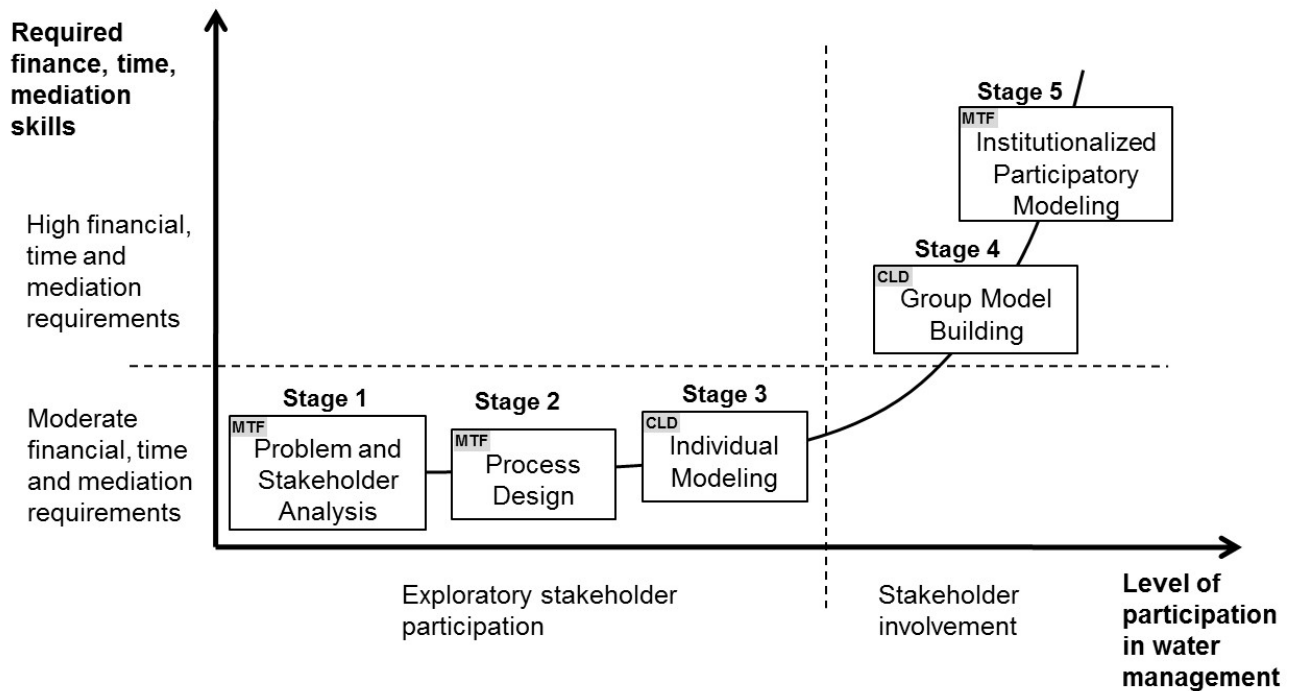 Required
finance, time,
mediation
skills
High financial,
time and
mediation
requirements
Moderate
financial, time
and mediation
requirements
Stage 1
MTF
Problem and
Stakeholder
Analysis
Stage 2
MTF
Process
Design
Stage 3
CLD
Individual
Modeling
Stage 4
CLD
Group Model
Building
Stage 5
MTF
Institutionalized
Participatory
Modeling
Exploratory stakeholder
participation
Stakeholder
involvement
Level of
participation
in water
management